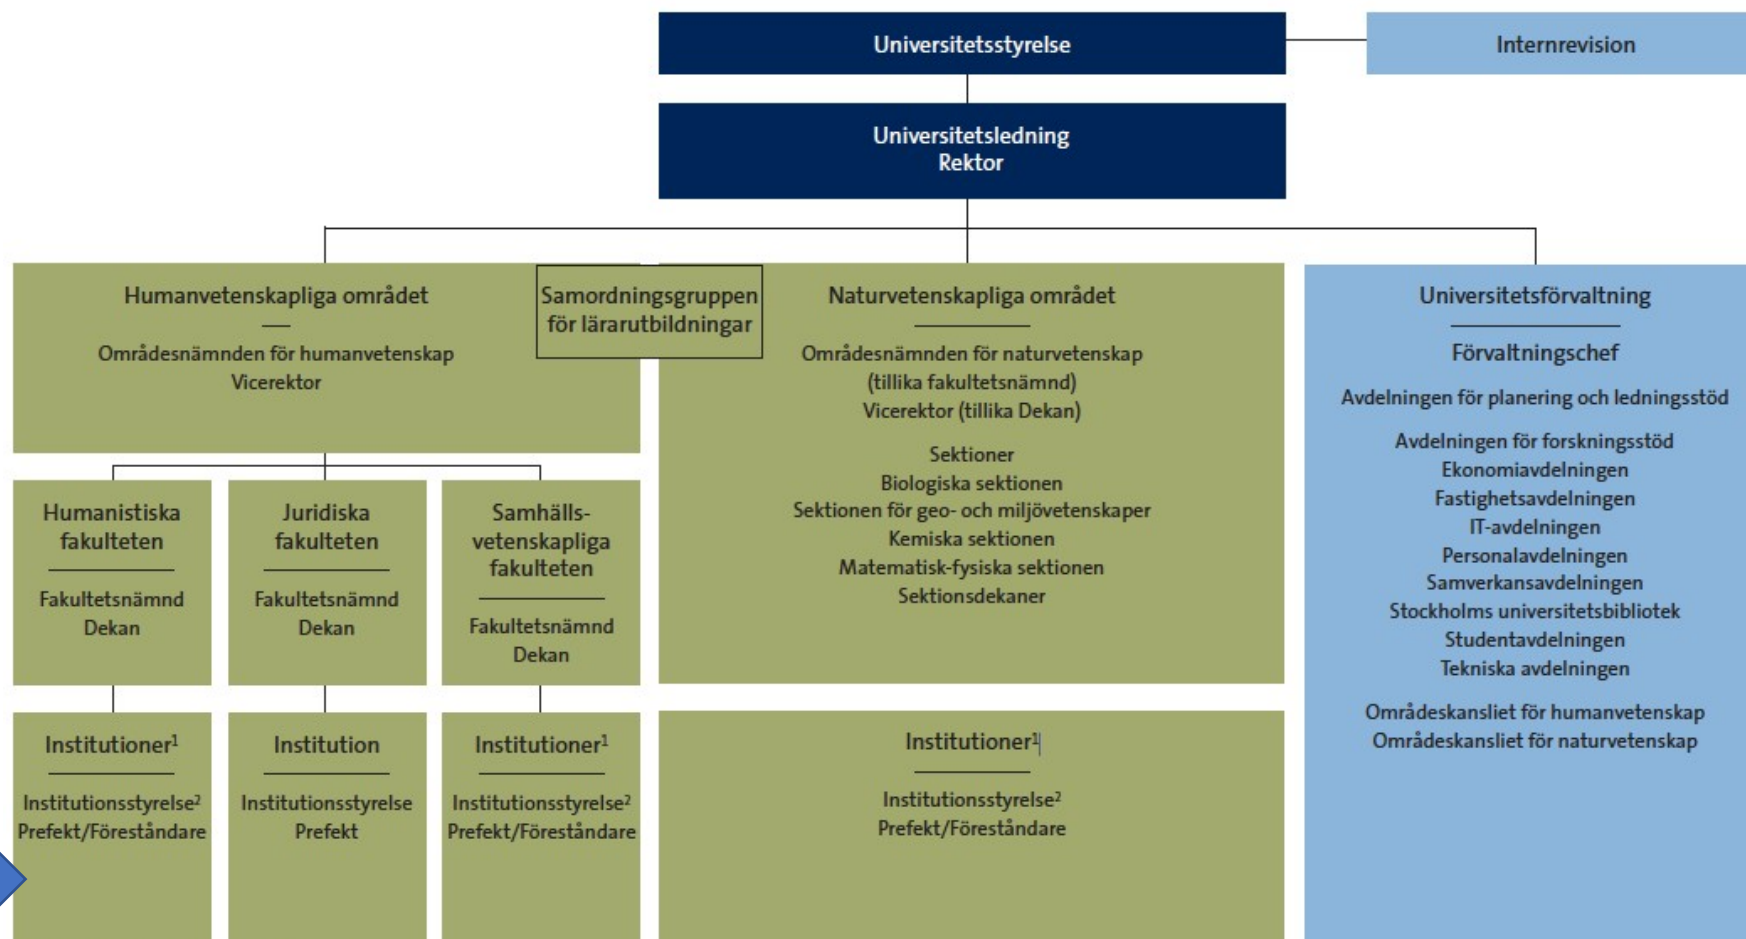 Universitetsstyrelse
Internrevision
Universitetsledning
Rektor
Humanvetenskapliga området
Områdesnämnden för humanvetenskap
Vicerektor
Samordningsgruppen
för lärarutbildningar
Naturvetenskapliga området
Områdesnämnden för naturvetenskap
(tillika fakultetsnämnd)
Vicerektor (tillika Dekan)
Sektioner
Biologiska sektionen
Sektionen för geo- och miljövetenskaper
Kemiska sektionen
Matematisk-fysiska sektionen
Sektionsdekaner
Universitetsförvaltning
Förvaltningschef
Avdelningen för planering och ledningsstöd
Avdelningen för forskningsstöd
Ekonomiavdelningen
Fastighetsavdelningen
IT-avdelningen
Personalavdelningen
Samverkansavdelningen
Stockholms universitetsbibliotek
Studentavdelningen
Tekniska avdelningen
Områdeskansliet för humanvetenskap
Områdeskansliet för naturvetenskap
Humanistiska
fakulteten
Fakultetsnämnd
Dekan
Juridiska
fakulteten
Fakultetsnämnd
Dekan
Samhälls-
vetenskapliga
fakulteten
Fakultetsnämnd
Dekan
Institutioner¹
Institutionsstyrelse²
Prefekt/Föreståndare
Institution
Institutionsstyrelse
Prefekt
Institutioner¹
Institutionsstyrelse²
Prefekt/Föreståndare
Institutioner¹
Institutionsstyrelse²
Prefekt/Föreståndare